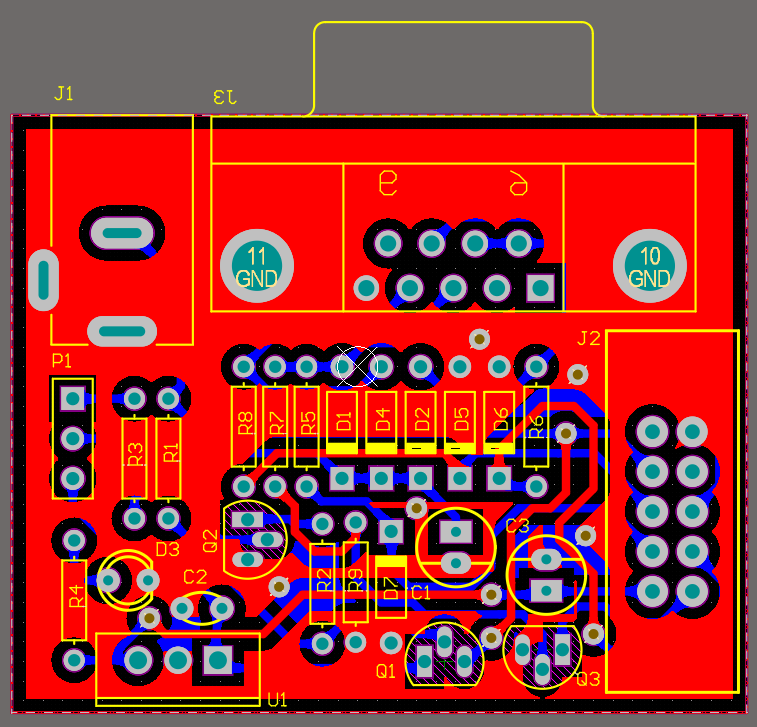 J1
J3
9
6
11
GND
10
GND
J2
P1
R3
R1
R8
R7
R5
D1
D4
D2
D5
D6
R6
Q2
D3
C3
R4
C2
R2
R9
D7
C1
Q1
Q3
U1